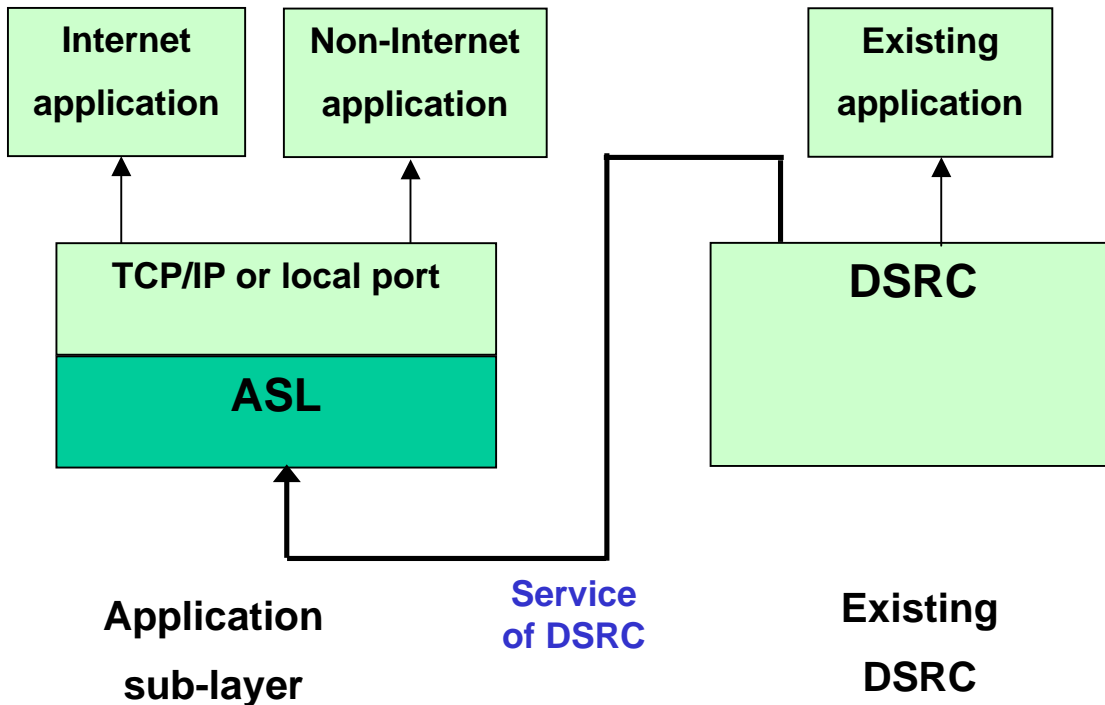 Internet
application
Non-Internet
application
Existing
application
TCP/IP or local port
ASL
DSRC
Service
of DSRC
Application
sub-layer
Existing
DSRC